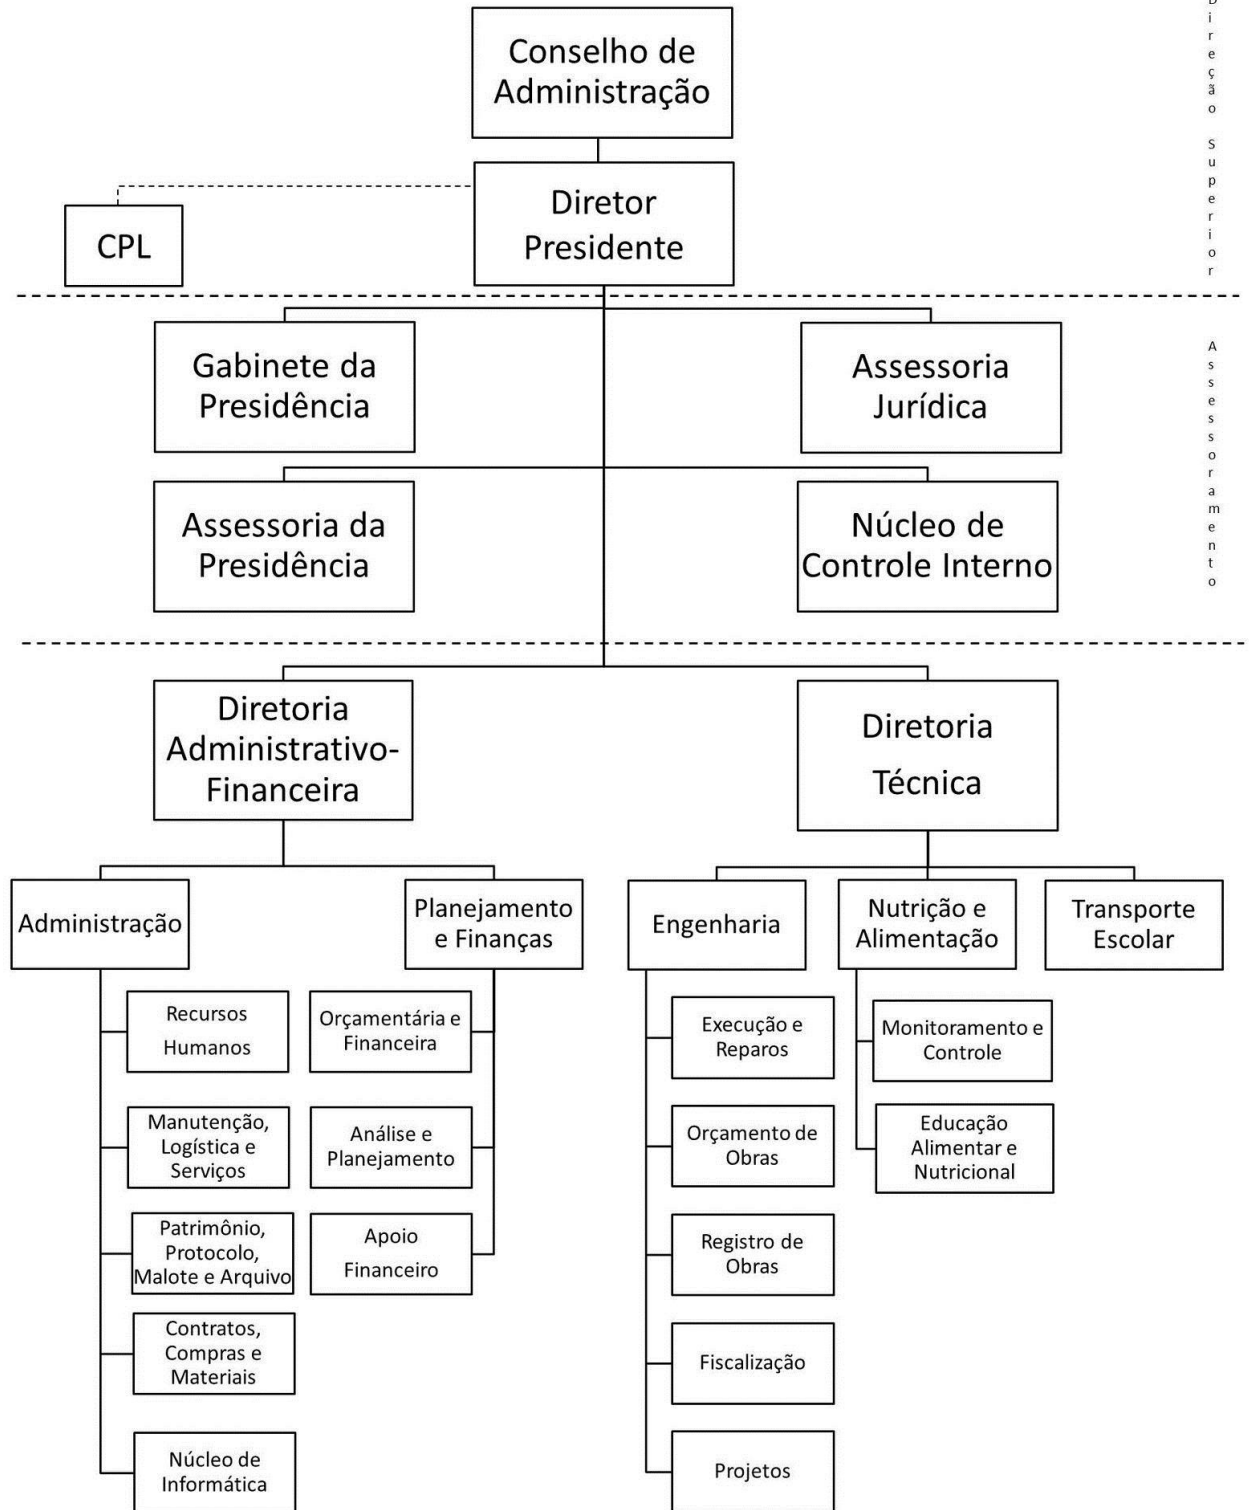 Conselho de
Administração
Diretor
Presidente
CPL
Direção Superior
Gabinete da
Presidência
Assessoria
Jurídica
Assessoria da
Presidência
Núcleo de
Controle Interno
Assessoramento
Diretoria
Administrativo-
Financeira
Diretoria
Técnica
Administração
Planejamento
e Finanças
Engenharia
Nutrição e
Alimentação
Transporte
Escolar
Recursos
Humanos
Manutenção,
Logística e
Serviços
Patrimônio,
Protocolo,
Malote e Arquivo
Contratos,
Compras e
Materiais
Núcleo de
Informática
Orçamentária e
Financeira
Análise e
Planejamento
Apoio
Financeiro
Execução e
Reparos
Orçamento de
Obras
Registro de
Obras
Fiscalização
Projetos
Monitoramento e
Controle
Educação
Alimentar e
Nutricional